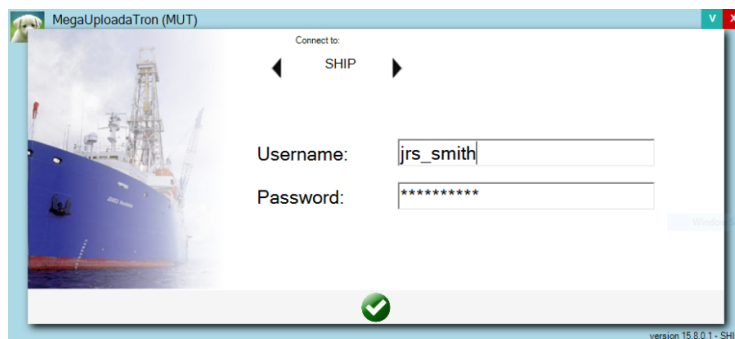 MegaUploadaTron (MUT)
V X
Connect to:
SHIP
Username:
jrs_smith
Password:
**********
version 15.8.0.1 - SHI